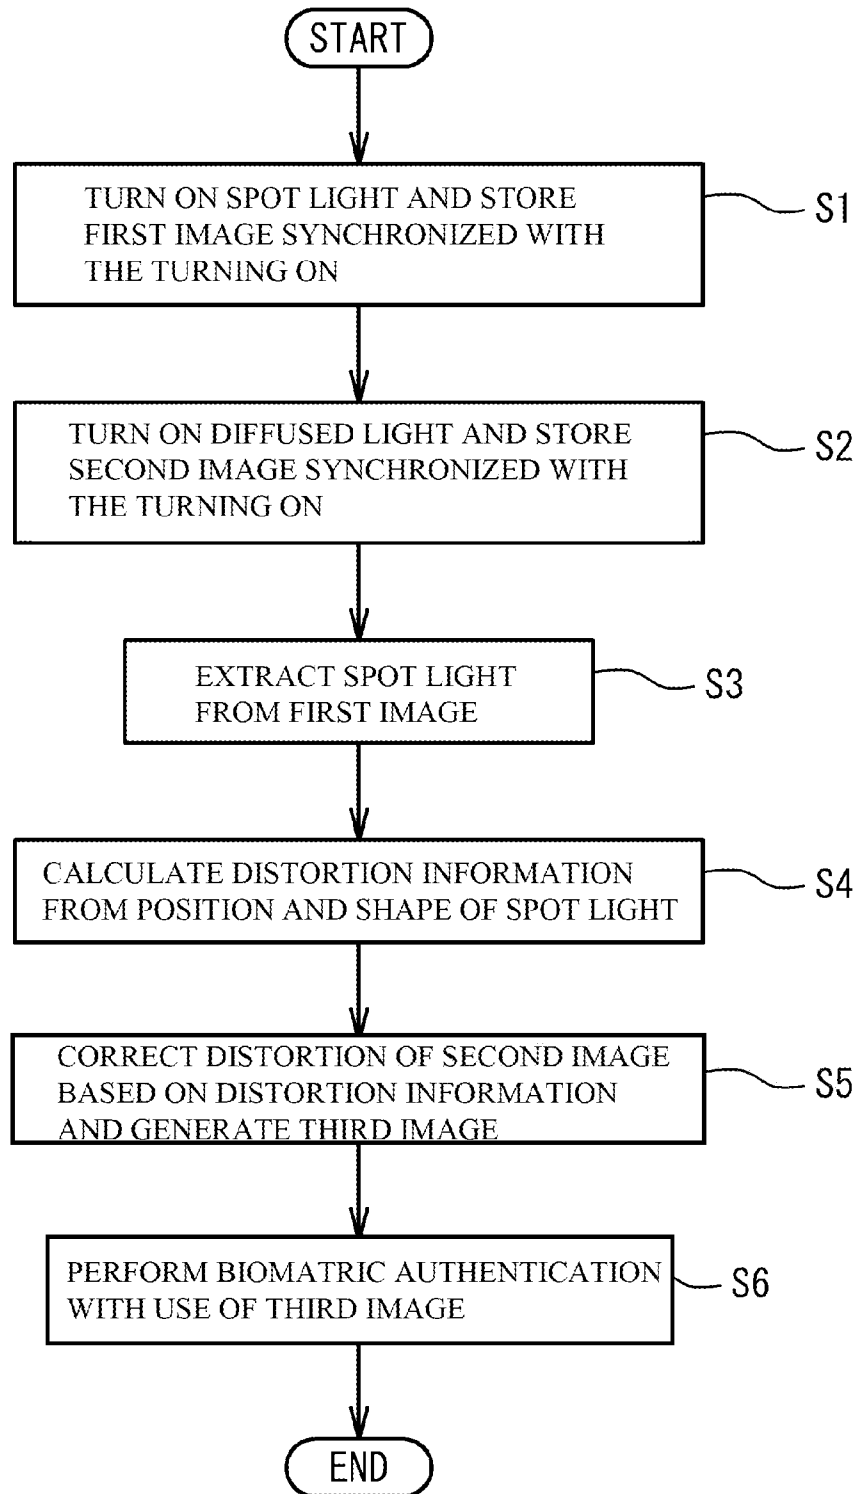 START
TURN ON SPOT LIGHT AND STORE
FIRST IMAGE SYNCHRONIZED WITH
THE TURNING ON
S1
TURN ON DIFFUSED LIGHT AND STORE
SECOND IMAGE SYNCHRONIZED WITH
THE TURNING ON
S2
EXTRACT SPOT LIGHT
FROM FIRST IMAGE
S3
CALCULATE DISTORTION INFORMATION
FROM POSITION AND SHAPE OF SPOT LIGHT
S4
CORRECT DISTORTION OF SECOND IMAGE
BASED ON DISTORTION INFORMATION
AND GENERATE THIRD IMAGE
S5
PERFORM BIOMATRIC AUTHENTICATION
WITH USE OF THIRD IMAGE
S6
END